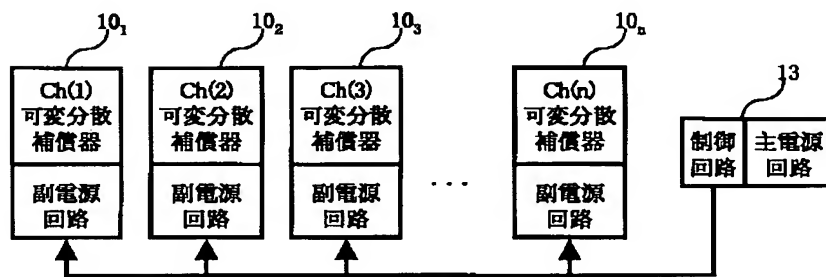 10₁
10₂
10₃
10ₙ
Ch(1)
可変分散
補償器
副電源
回路
Ch(2)
可変分散
補償器
副電源
回路
Ch(3)
可変分散
補償器
副電源
回路
...
Ch(n)
可変分散
補償器
副電源
回路
13
制御
回路
主電源
回路